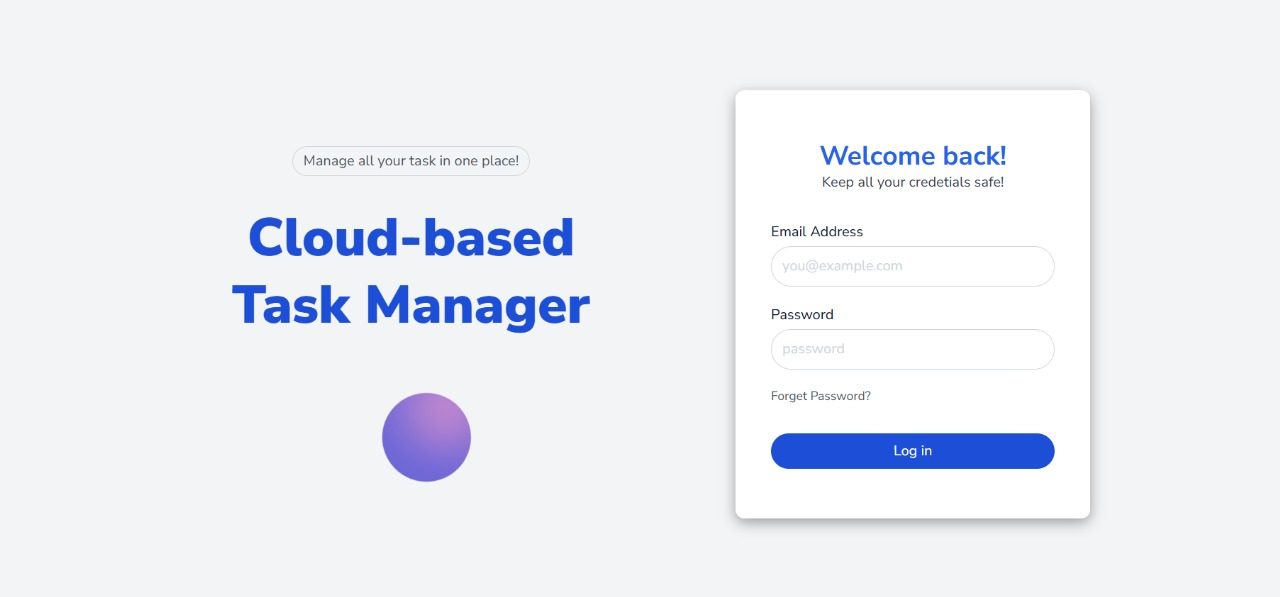 Manage all your task in one place!
Cloud-based
Task Manager
Welcome back!
Keep all your credetials safe!
Email Address
you@example.com
Password
password
Forget Password?
Log in